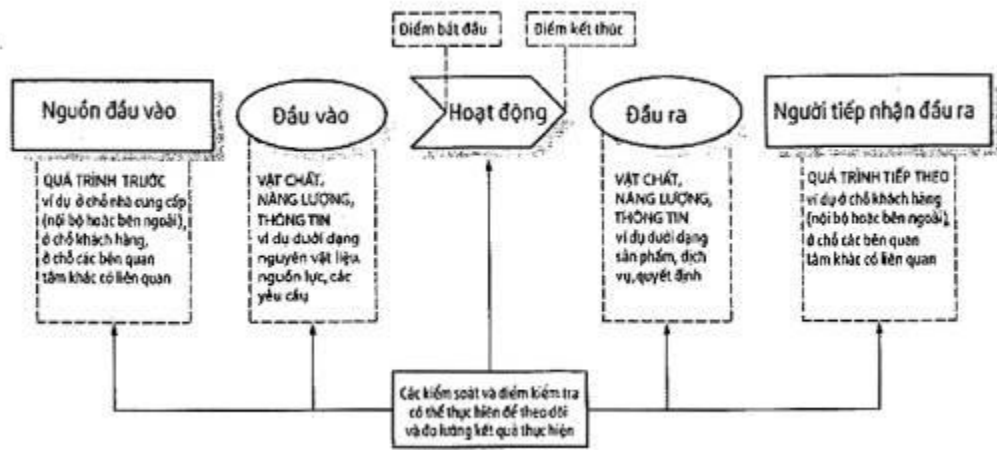 Điểm bắt đầu
Điểm kết thúc
Nguồn đầu vào
Đầu vào
Hoạt động
Đầu ra
Người tiếp nhận đầu ra
QUÁ TRÌNH TRƯỚC
ví dụ ở chỗ nhà cung cấp
(nội bộ hoặc bên ngoài),
ở chỗ khách hàng,
ở chỗ các bên quan
tâm khác có liên quan
VẬT CHẤT,
NĂNG LƯỢNG,
THÔNG TIN
ví dụ dưới dạng
nguyên vật liệu,
nguồn lực, các
yêu cầu
VẬT CHẤT,
NĂNG LƯỢNG,
THÔNG TIN
ví dụ dưới dạng
sản phẩm, dịch
vụ, quyết định
QUÁ TRÌNH TIẾP THEO
ví dụ ở chỗ khách hàng
(nội bộ hoặc bên ngoài),
ở chỗ các bên quan
tâm khác có liên quan
Các kiểm soát và điểm kiểm tra
có thể thực hiên để theo dõi
và đo lường kết quả thực hiện